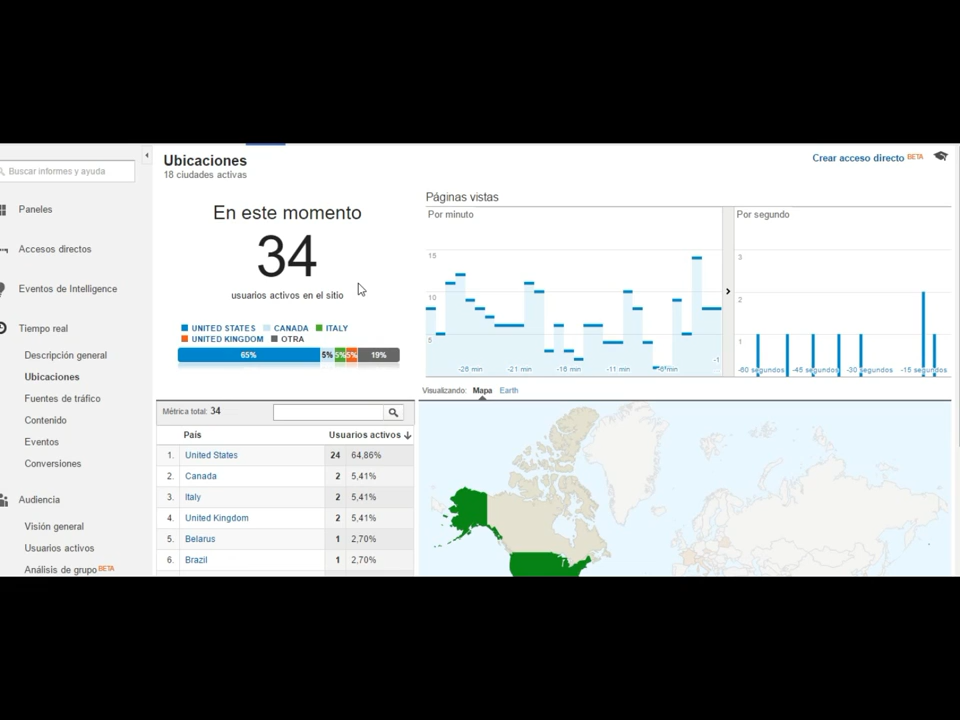 Buscar informes y ayuda
Paneles
Accesos directos
Eventos de Intelligence
Tiempo real
Descripción general
Ubicaciones
Fuentes de tráfico
Contenido
Eventos
Conversiones
Audiencia
Visión general
Usuarios activos
Análisis de grupo BETA
Ubicaciones
18 ciudades activas
Crear acceso directo BETA
En este momento
34
usuarios activos en el sitio
UNITED STATES CANADA ITALY
UNITED KINGDOM OTRA
65% 5% 5% 5% 19%
Páginas vistas
Por minuto
15
10
5
-26 min -21 min -16 min -11 min -6 min -1
Por segundo
3
2
1
-60 segundos -45 segundos -30 segundos -15 segundos
Visualizando: Mapa Earth
Métrica total: 34
País Usuarios activos
1. United States 24 64,86%
2. Canada 2 5,41%
3. Italy 2 5,41%
4. United Kingdom 2 5,41%
5. Belarus 1 2,70%
6. Brazil 1 2,70%